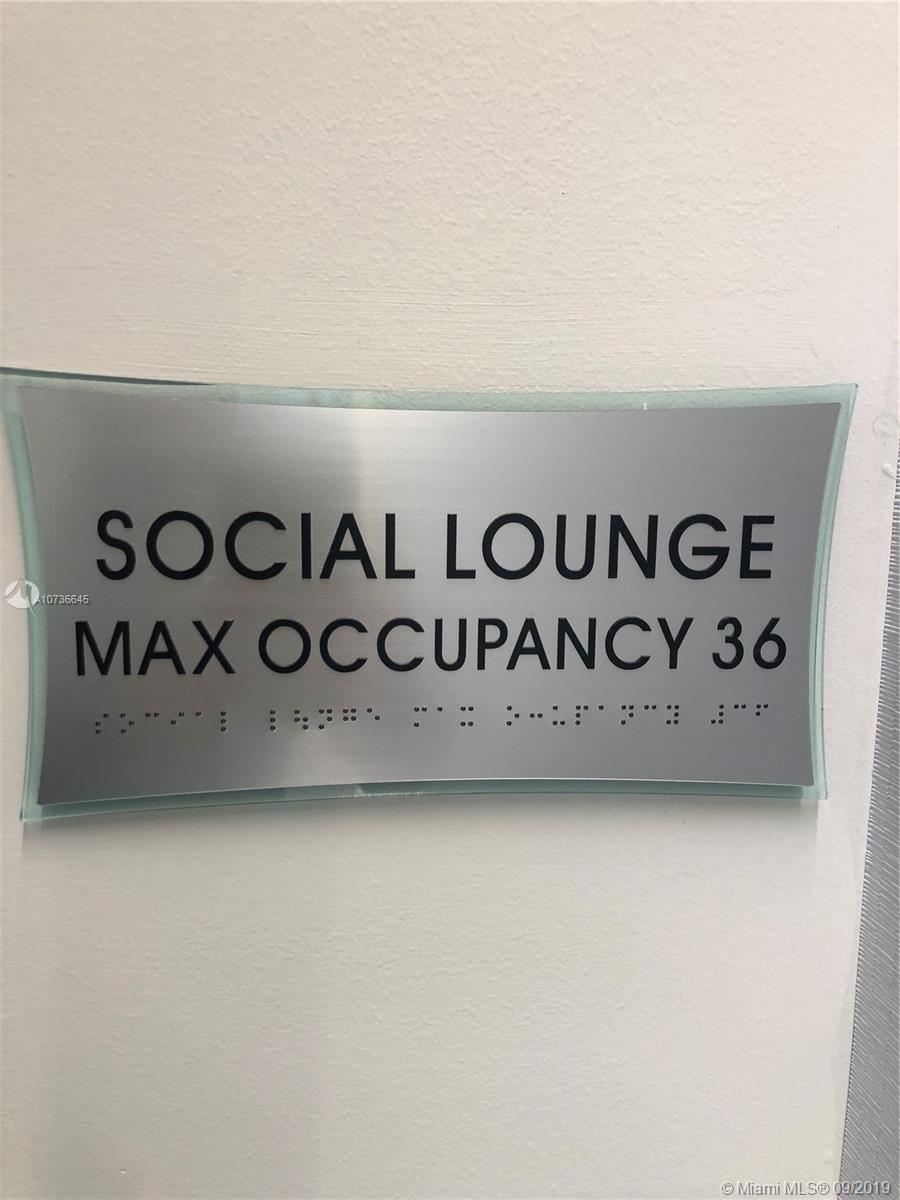 SOCIAL LOUNGE
A10736645
MAX OCCUPANCY 36
© Miami MLS® 09/2019